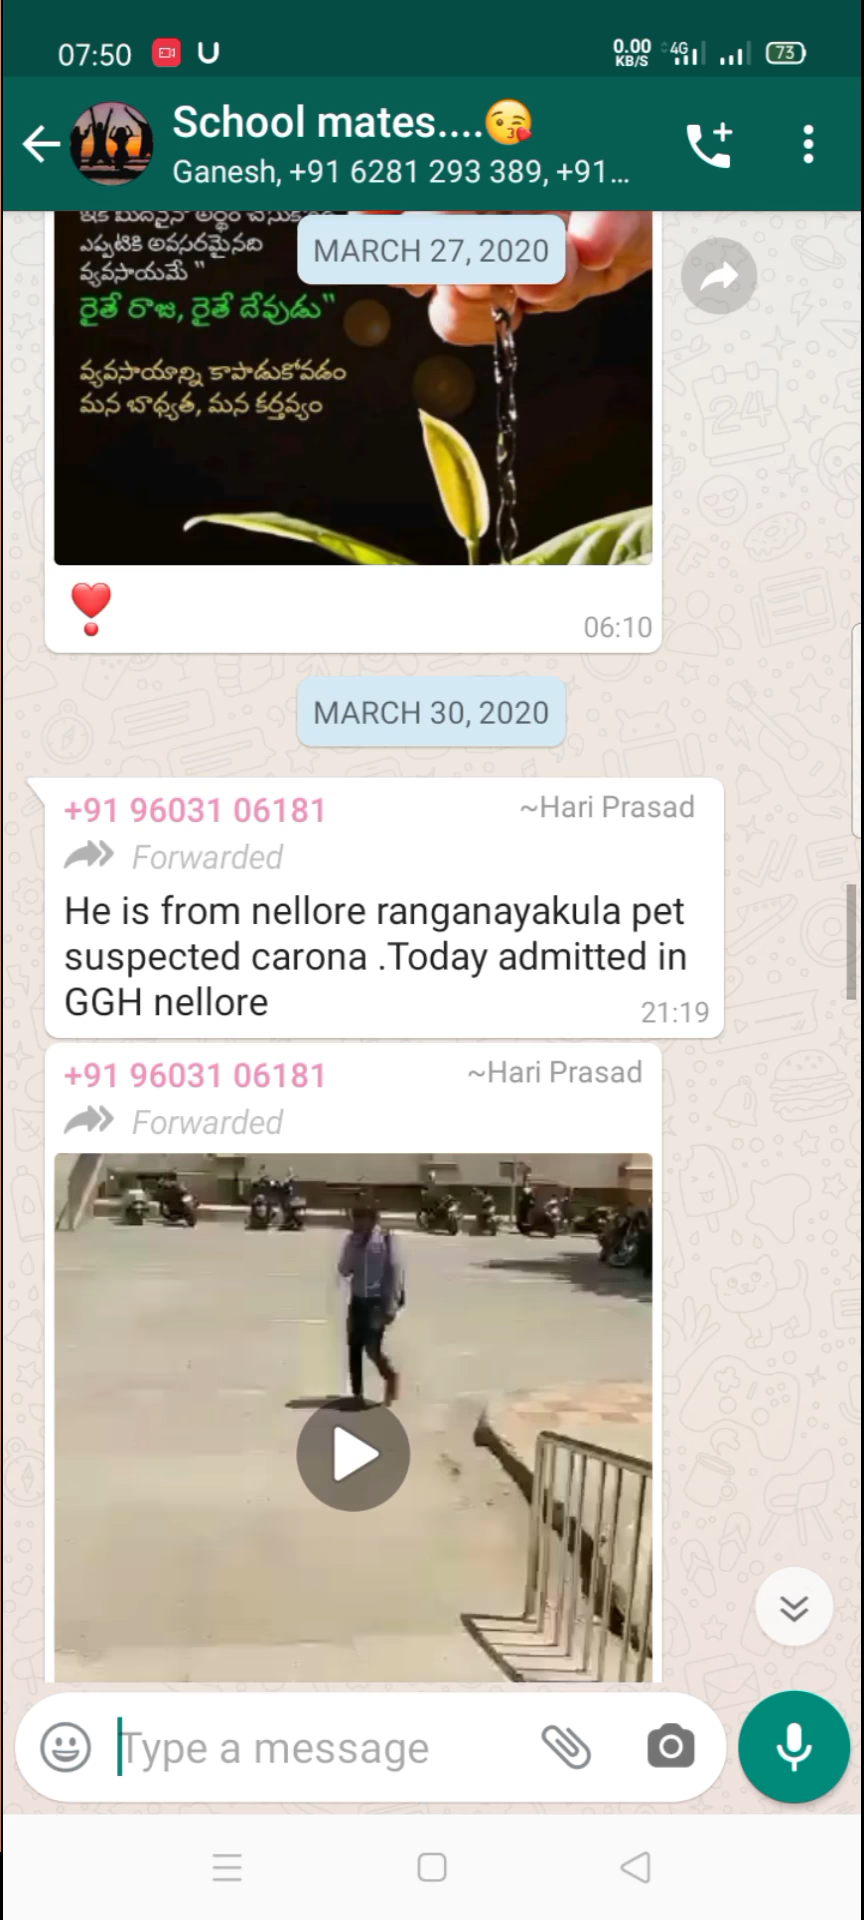 07:50
0.00
KB/S
4G
73
School mates....😘
Ganesh, +91 6281 293 389, +91...
MARCH 27, 2020
ఎప్పటికి అవసరమైనది
వ్యవసాయమే "
రైతే రాజు, రైతే దేవుడు"
వ్యవసాయాన్ని కాపాడుకోవడం
మన బాధ్యత, మన కర్తవ్యం
❣️
06:10
MARCH 30, 2020
+91 96031 06181 ~Hari Prasad
Forwarded
He is from nellore ranganayakula pet
suspected carona .Today admitted in
GGH nellore
21:19
+91 96031 06181 ~Hari Prasad
Forwarded
Type a message